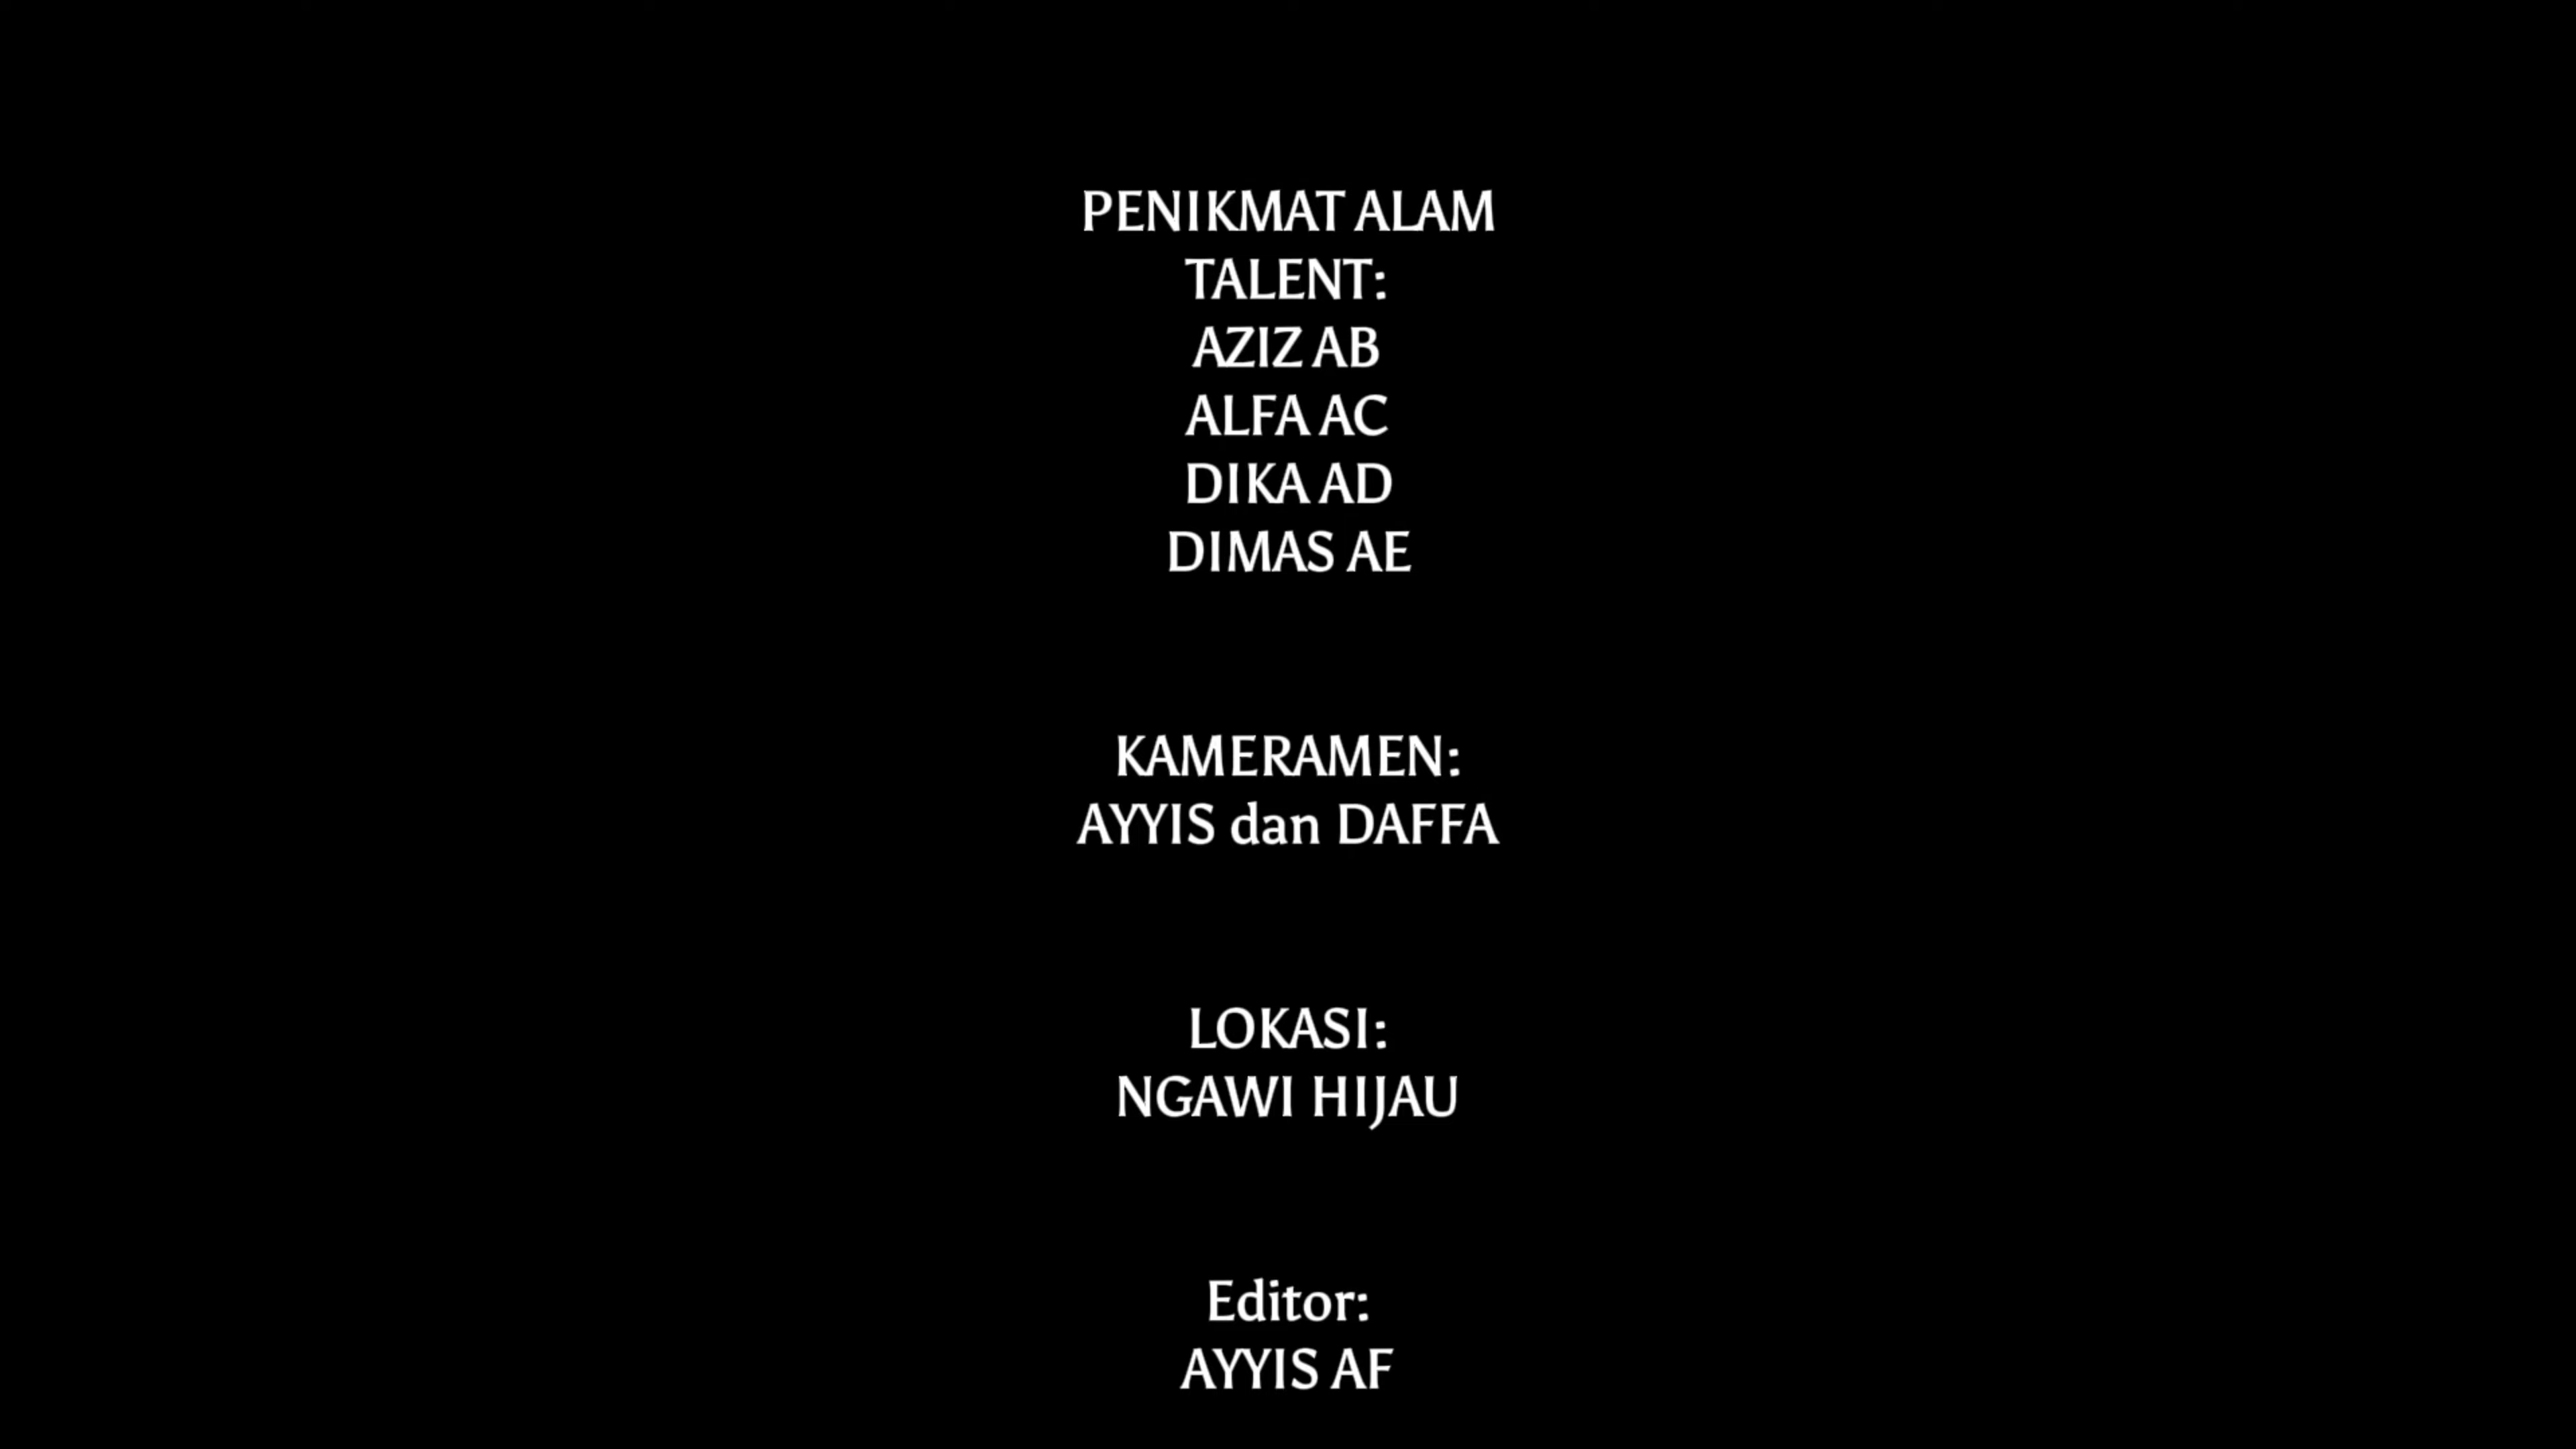 PENIKMAT ALAM
TALENT:
AZIZ AB
ALFA AC
DIKA AD
DIMAS AE
KAMERAMEN:
AYYIS dan DAFFA
LOKASI:
NGAWI HIJAU
Editor:
AYYIS AF